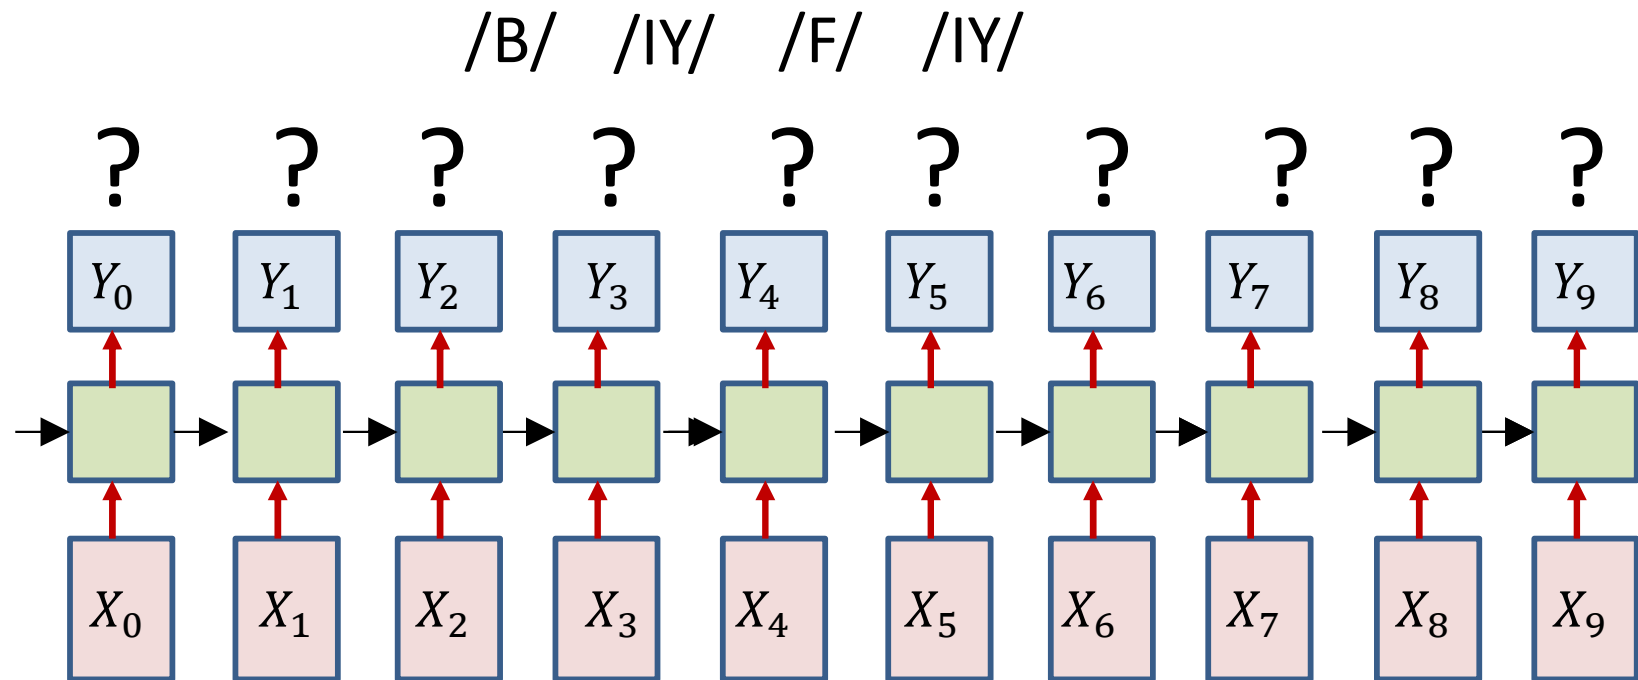 /B/ /IY/ /F/ /IY/
? ? ? ? ? ? ? ? ? ?
Y₀ Y₁ Y₂ Y₃ Y₄ Y₅ Y₆ Y₇ Y₈ Y₉
X₀ X₁ X₂ X₃ X₄ X₅ X₆ X₇ X₈ X₉